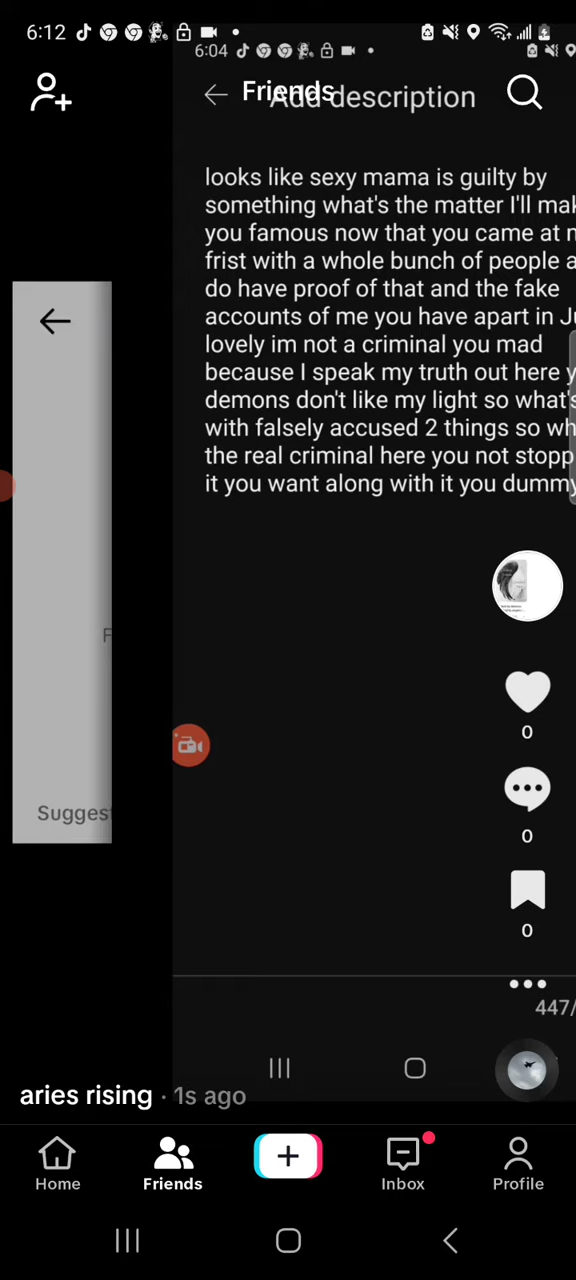 6:12
6:04
Friends
Add description
looks like sexy mama is guilty by
something what's the matter I'll mak
you famous now that you came at
frist with a whole bunch of people a
do have proof of that and the fake
accounts of me you have apart in Ju
lovely im not a criminal you mad
because I speak my truth out here y
demons don't like my light so what's
with falsely accused 2 things so wh
the real criminal here you not stopp
it you want along with it you dummy
Sugges
0
0
0
447/
aries rising · 1s ago
Home
Friends
Inbox
Profile